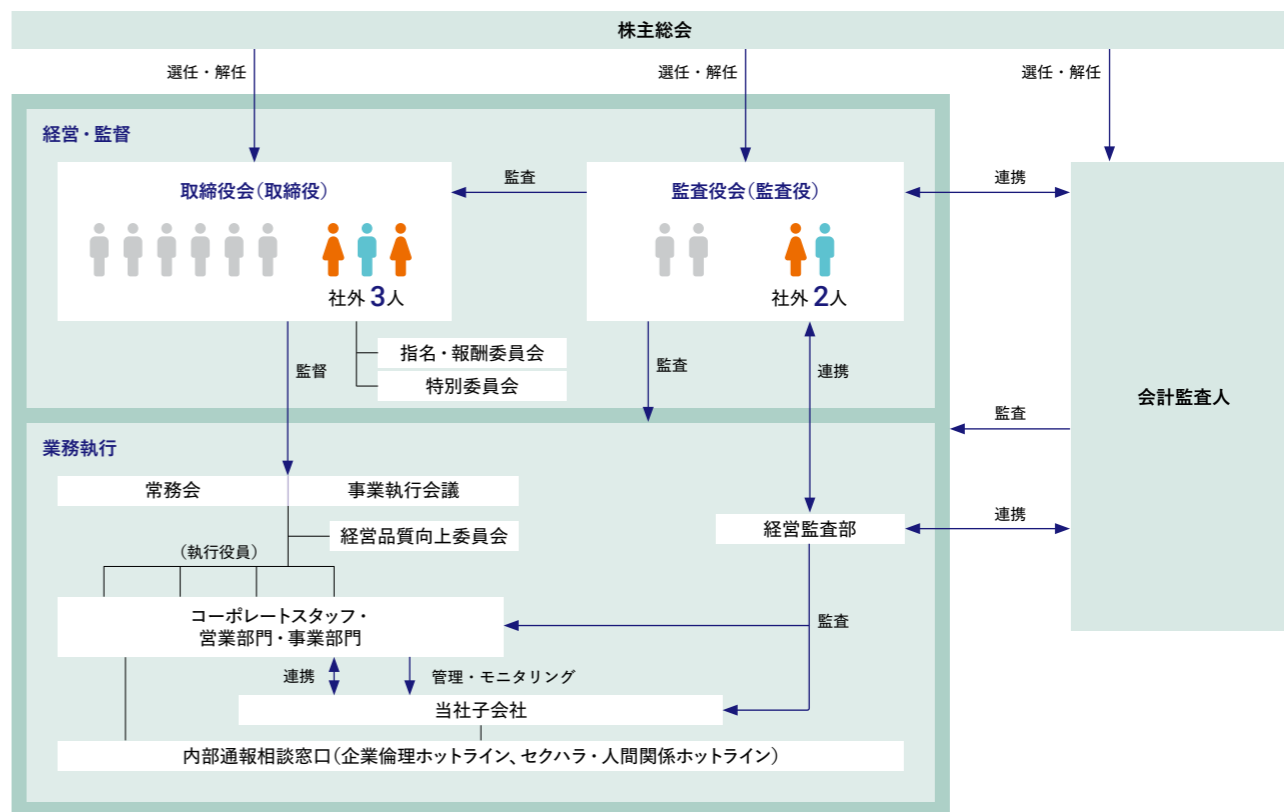 株主総会
選任・解任
選任・解任
選任・解任
経営・監督
取締役会(取締役)
監査
監査役会(監査役)
連携
社外 3人
社外 2人
指名・報酬委員会
特別委員会
監督
監査
連携
会計監査人
監査
業務執行
常務会
事業執行会議
経営品質向上委員会
経営監査部
連携
(執行役員)
コーポレートスタッフ・
営業部門・事業部門
監査
連携
管理・モニタリング
当社子会社
内部通報相談窓口(企業倫理ホットライン、セクハラ・人間関係ホットライン)